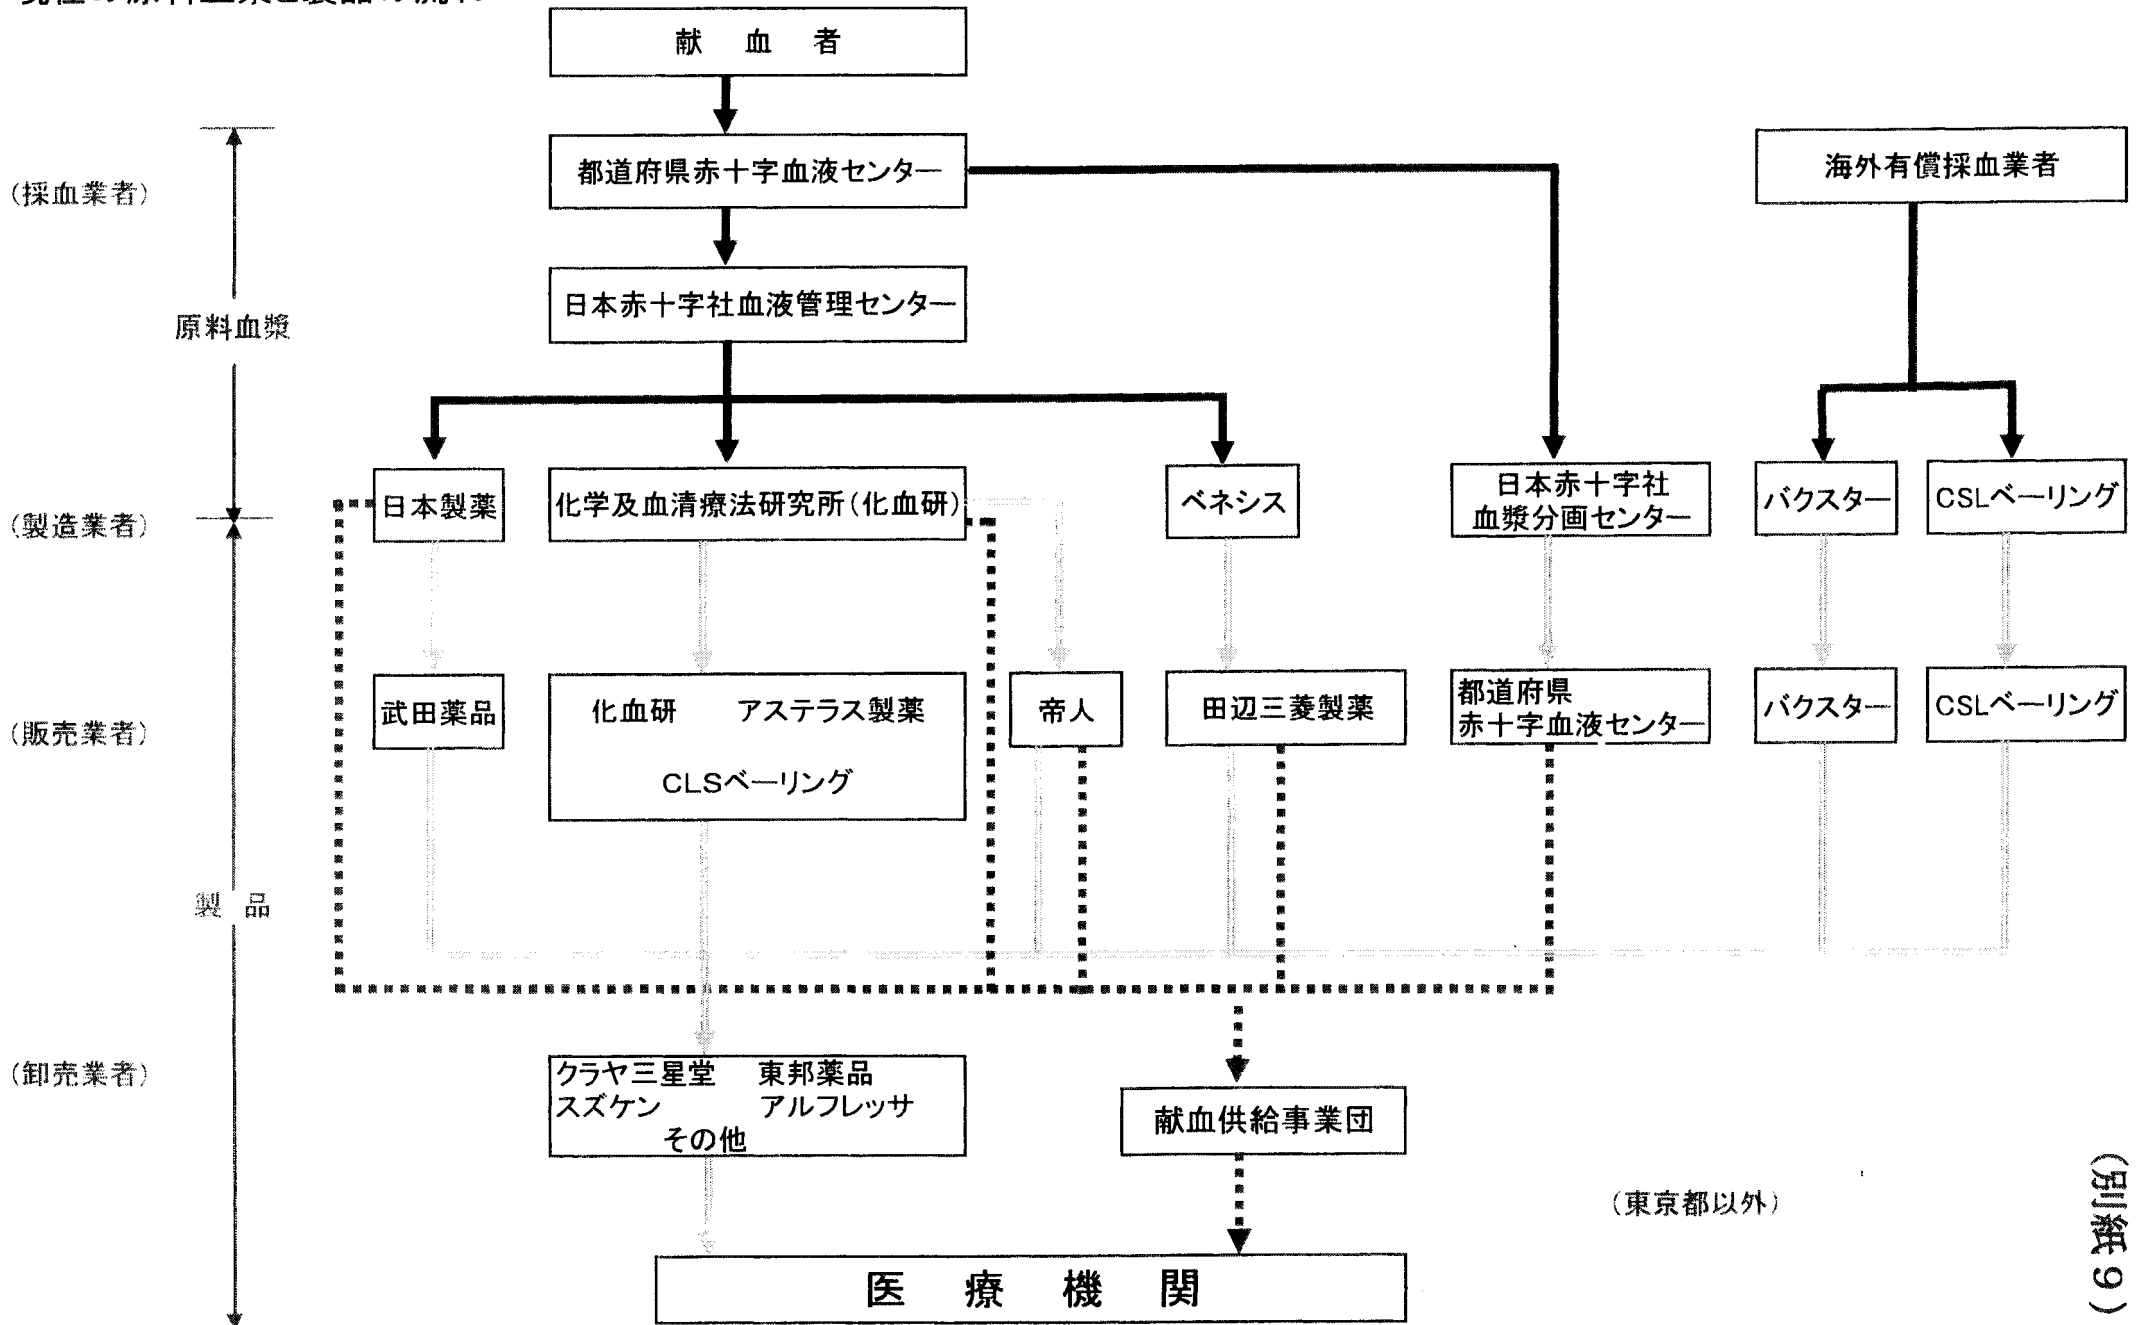 献 血 者
(採血業者)
都道府県赤十字血液センター
海外有償採血業者
日本赤十字社血液管理センター
原料血漿
(製造業者)
日本製薬
化学及血清療法研究所(化血研)
ベネシス
日本赤十字社
血漿分画センター
バクスター
CSLベーリング
(販売業者)
武田薬品
化血研 アステラス製薬
CLSベーリング
帝人
田辺三菱製薬
都道府県
赤十字血液センター
バクスター
CSLベーリング
製 品
(卸売業者)
クラヤ三星堂 東邦薬品
スズケン アルフレッサ
その他
献血供給事業団
(東京都以外)
医 療 機 関
(別紙9)